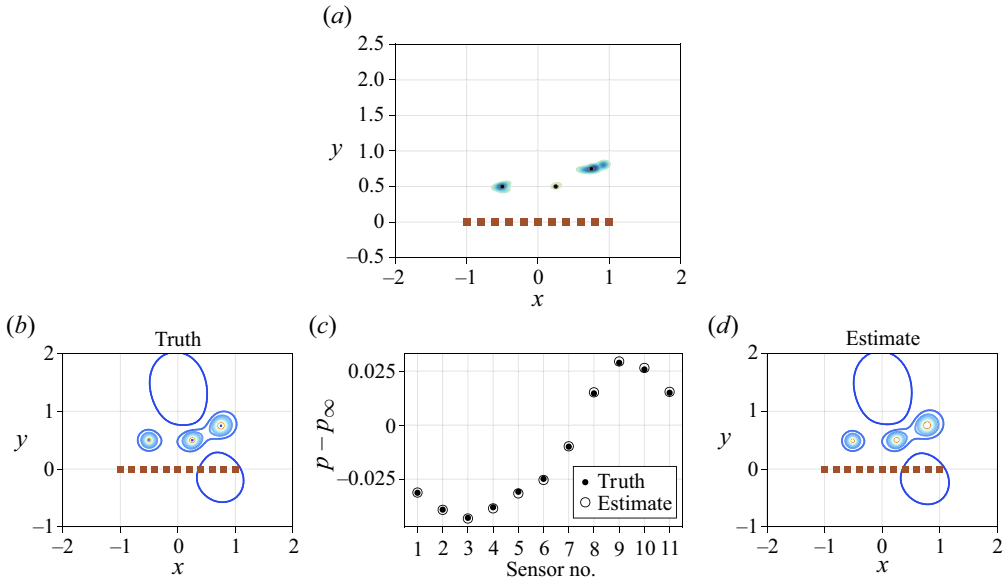 (a)
2.5
2.0
1.5
y
1.0
0.5
0
–0.5
–2
–1
0
1
2
x
(b)
(c)
(d)
Truth
Estimate
2
1
y
0
–1
–2
–1
0
1
2
x
0.025
0
–0.025
p – p∞
Truth
Estimate
1 2 3 4 5 6 7 8 9 10 11
Sensor no.
2
1
y
0
–1
–2
–1
0
1
2
x